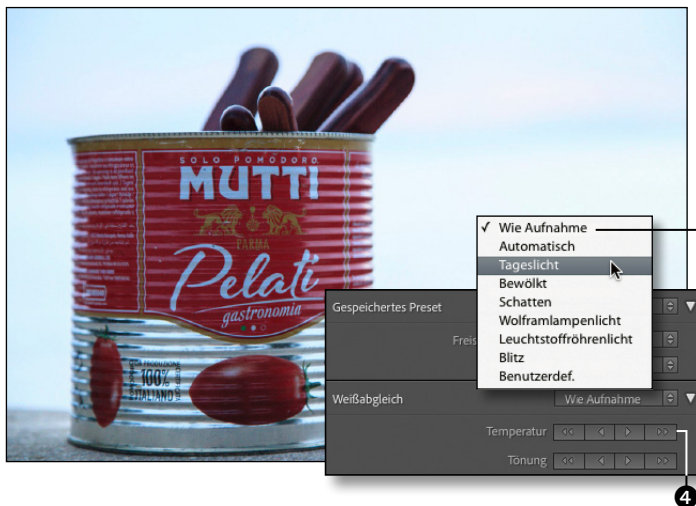 SOLO POMODORO
MUTTI
PARMA
Pelati
gastronomia
100%
ITALIANO
✓ Wie Aufnahme
Automatisch
Tageslicht
Bewölkt
Schatten
Wolframlampenlicht
Leuchtstoffröhrenlicht
Blitz
Benutzerdef.
Gespeichertes Preset
Freis
Weißabgleich
Wie Aufnahme
Temperatur
Tönung
4